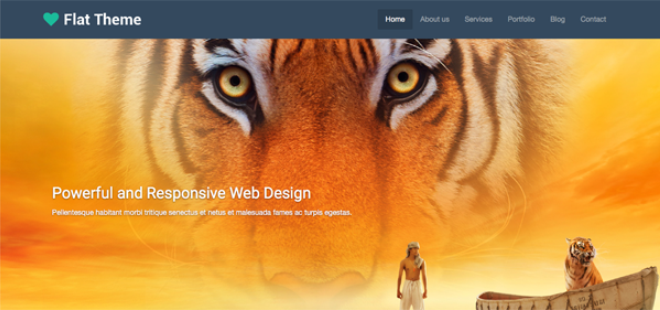 Flat Theme
Home About us Services Portfolio Blog Contact
Powerful and Responsive Web Design
Pellentesque habitant morbi tritique senectus et netus et malesuada fames ac turpis egestas.